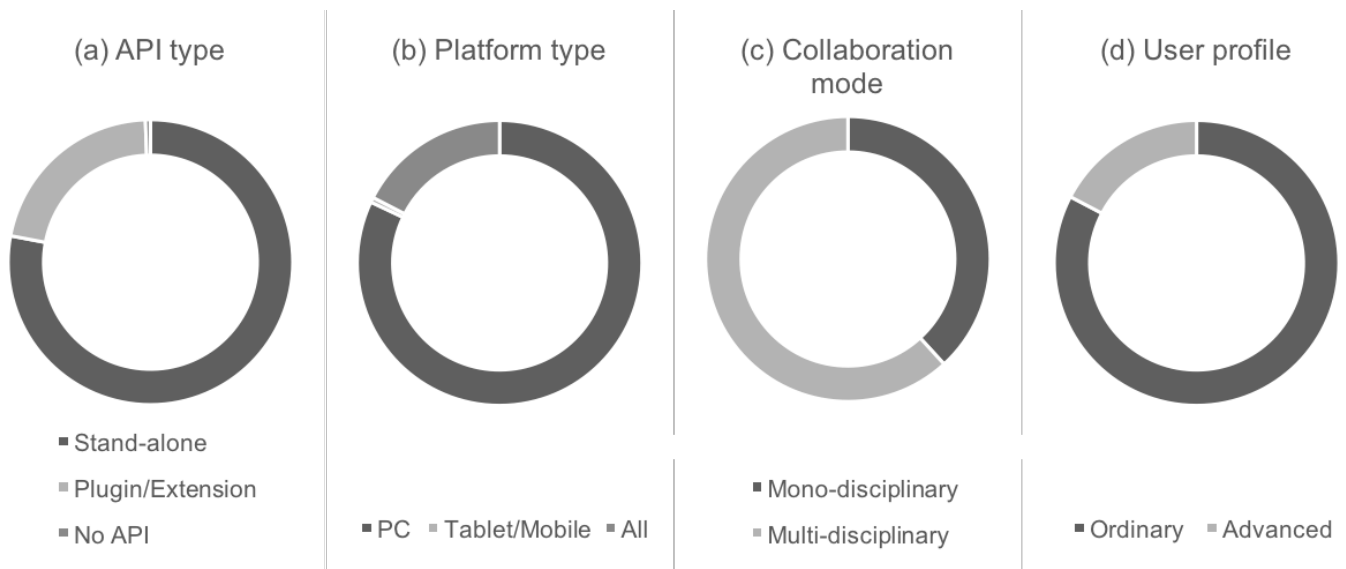 (a) API type
Stand-alone
Plugin/Extension
No API
(b) Platform type
PC Tablet/Mobile All
(c) Collaboration
mode
Mono-disciplinary
Multi-disciplinary
(d) User profile
Ordinary Advanced